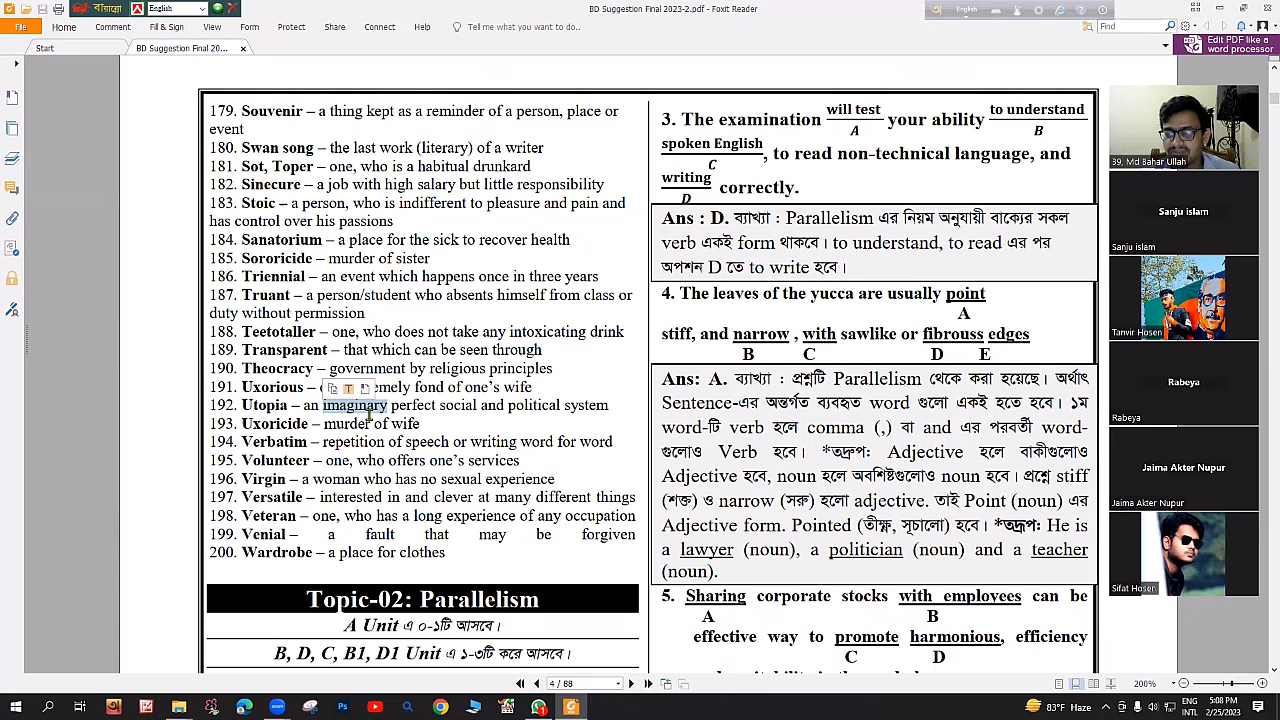 বাংলা
English
BD Suggestion Final 2023-2.pdf - Foxit Reader
English
File
Home
Comment
Fill & Sign
View
Form
Protect
Share
Connect
Help
Tell me what you want to do...
Find
Start
BD Suggestion Final 20...
Edit PDF like a
word processor
179. Souvenir – a thing kept as a reminder of a person, place or
event
180. Swan song – the last work (literary) of a writer
181. Sot, Toper – one, who is a habitual drunkard
182. Sinecure – a job with high salary but little responsibility
183. Stoic – a person, who is indifferent to pleasure and pain and
has control over his passions
184. Sanatorium – a place for the sick to recover health
185. Sororicide – murder of sister
186. Triennial – an event which happens once in three years
187. Truant – a person/student who absents himself from class or
duty without permission
188. Teetotaller – one, who does not take any intoxicating drink
189. Transparent – that which can be seen through
190. Theocracy – government by religious principles
191. Uxorious – emely fond of one’s wife
192. Utopia – an imaginary perfect social and political system
193. Uxoricide – murder of wife
194. Verbatim – repetition of speech or writing word for word
195. Volunteer – one, who offers one’s services
196. Virgin – a woman who has no sexual experience
197. Versatile – interested in and clever at many different things
198. Veteran – one, who has a long experience of any occupation
199. Venial – a fault that may be forgiven
200. Wardrobe – a place for clothes
Topic-02: Parallelism
A Unit এ ০-১টি আসবে।
B, D, C, B1, D1 Unit এ ১-৩টি করে আসবে।
3. The examination will test your ability to understand
A B
spoken English, to read non-technical language, and
C
writing correctly.
D
Ans : D. ব্যাখ্যা : Parallelism এর নিয়ম অনুযায়ী বাক্যের সকল
verb একই form থাকবে। to understand, to read এর পর
অপশন D তে to write হবে।
4. The leaves of the yucca are usually point
A
stiff, and narrow , with sawlike or fibrouss edges
B C D E
Ans: A. ব্যাখ্যা : প্রশ্নটি Parallelism থেকে করা হয়েছে। অর্থাৎ
Sentence-এর অন্তর্গত ব্যবহৃত word গুলো একই হতে হবে। ১ম
word-টি verb হলে comma (,) বা and এর পরবর্তী word-
গুলোও Verb হবে। *তদ্রুপ: Adjective হলে বাকীগুলোও
Adjective হবে, noun হলে অবশিষ্টগুলোও noun হবে। প্রশ্নে stiff
(শক্ত) ও narrow (সরু) হলো adjective. তাই Point (noun) এর
Adjective form. Pointed (তীক্ষ্ণ, সূচালো) হবে। *তদ্রূপ: He is
a lawyer (noun), a politician (noun) and a teacher
(noun).
5. Sharing corporate stocks with employees can be
A B
effective way to promote harmonious, efficiency
C D
39, Md Bahar Ullah
Sanju islam
Sanju islam
Tanvir Hosen
Rabeya
Rabeya
Jaima Akter Nupur
Jaima Akter Nupur
Sifat Hosen
4 / 88
200%
83°F Haze
ENG
INTL
5:08 PM
2/25/2023